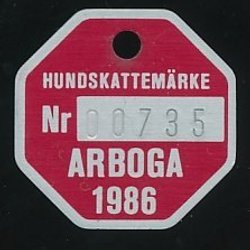 HUNDSKATTEMÄRKE
Nr 00735
ARBOGA
1986